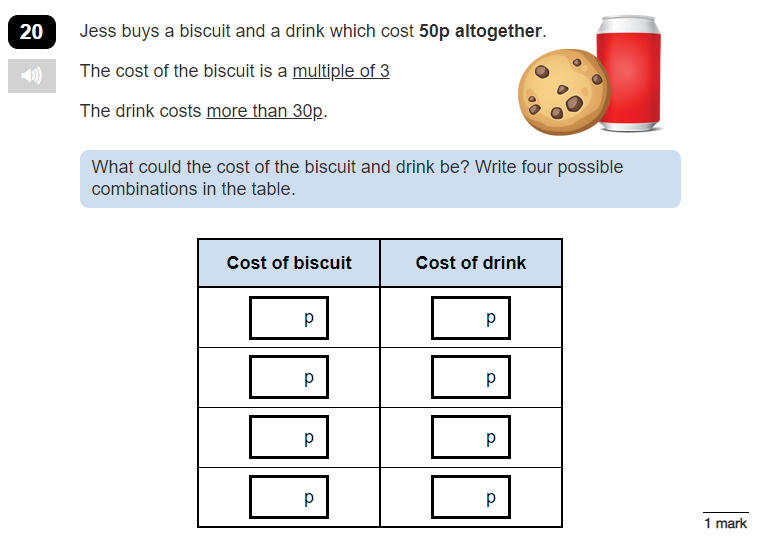 20
Jess buys a biscuit and a drink which cost 50p altogether.
The cost of the biscuit is a multiple of 3
The drink costs more than 30p.
What could the cost of the biscuit and drink be? Write four possible
combinations in the table.
Cost of biscuit Cost of drink
p p
p p
p p
p p
1 mark